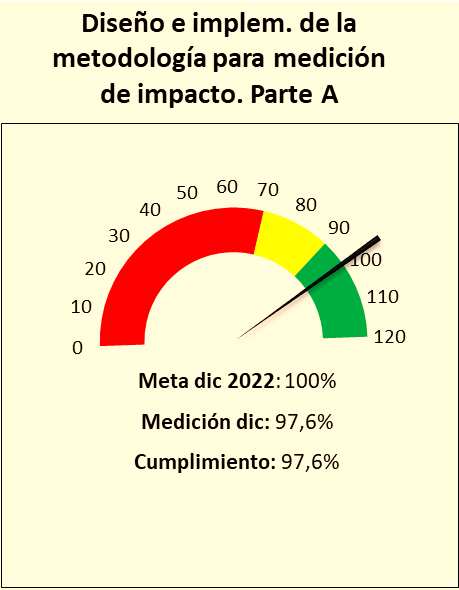 Diseño e implem. de la
metodología para medición
de impacto. Parte A
0
10
20
30
40
50
60
70
80
90
100
110
120
Meta dic 2022: 100%
Medición dic: 97,6%
Cumplimiento: 97,6%